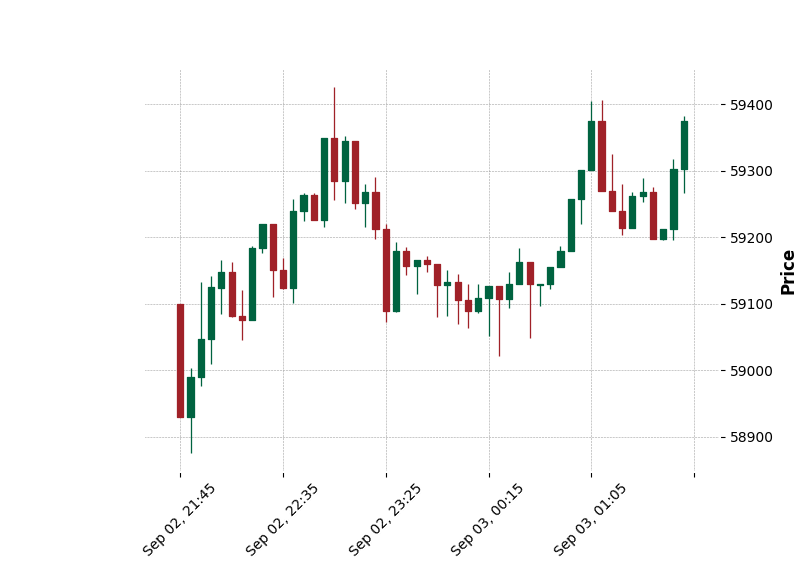 59400
59300
59200
59100
59000
58900
Price
Sep 02, 21:45
Sep 02, 22:35
Sep 02, 23:25
Sep 03, 00:15
Sep 03, 01:05